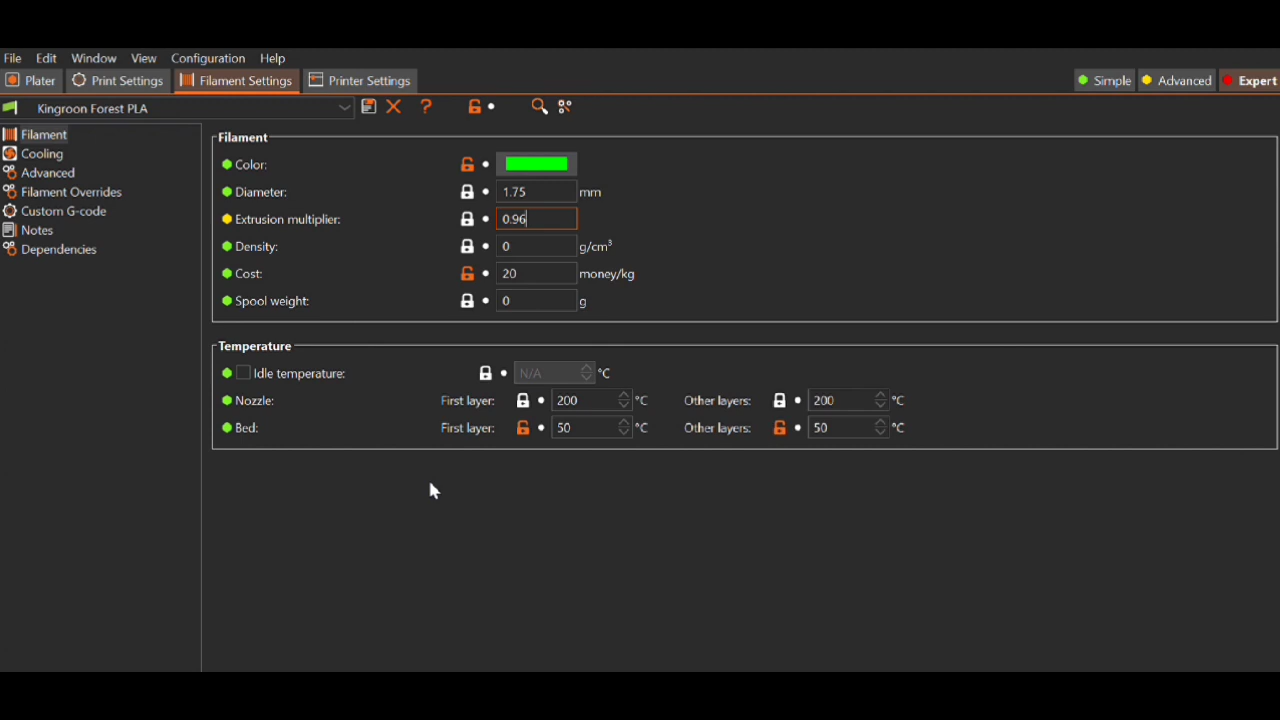 File Edit Window View Configuration Help
Plater Print Settings Filament Settings Printer Settings Simple Advanced Expert
Kingroon Forest PLA ?
Filament
Cooling
Advanced
Filament Overrides
Custom G-code
Notes
Dependencies
Filament
Color:
Diameter: 1.75 mm
Extrusion multiplier: 0.96
Density: 0 g/cm³
Cost: 20 money/kg
Spool weight: 0 g
Temperature
Idle temperature: N/A °C
Nozzle: First layer: 200 °C Other layers: 200 °C
Bed: First layer: 50 °C Other layers: 50 °C